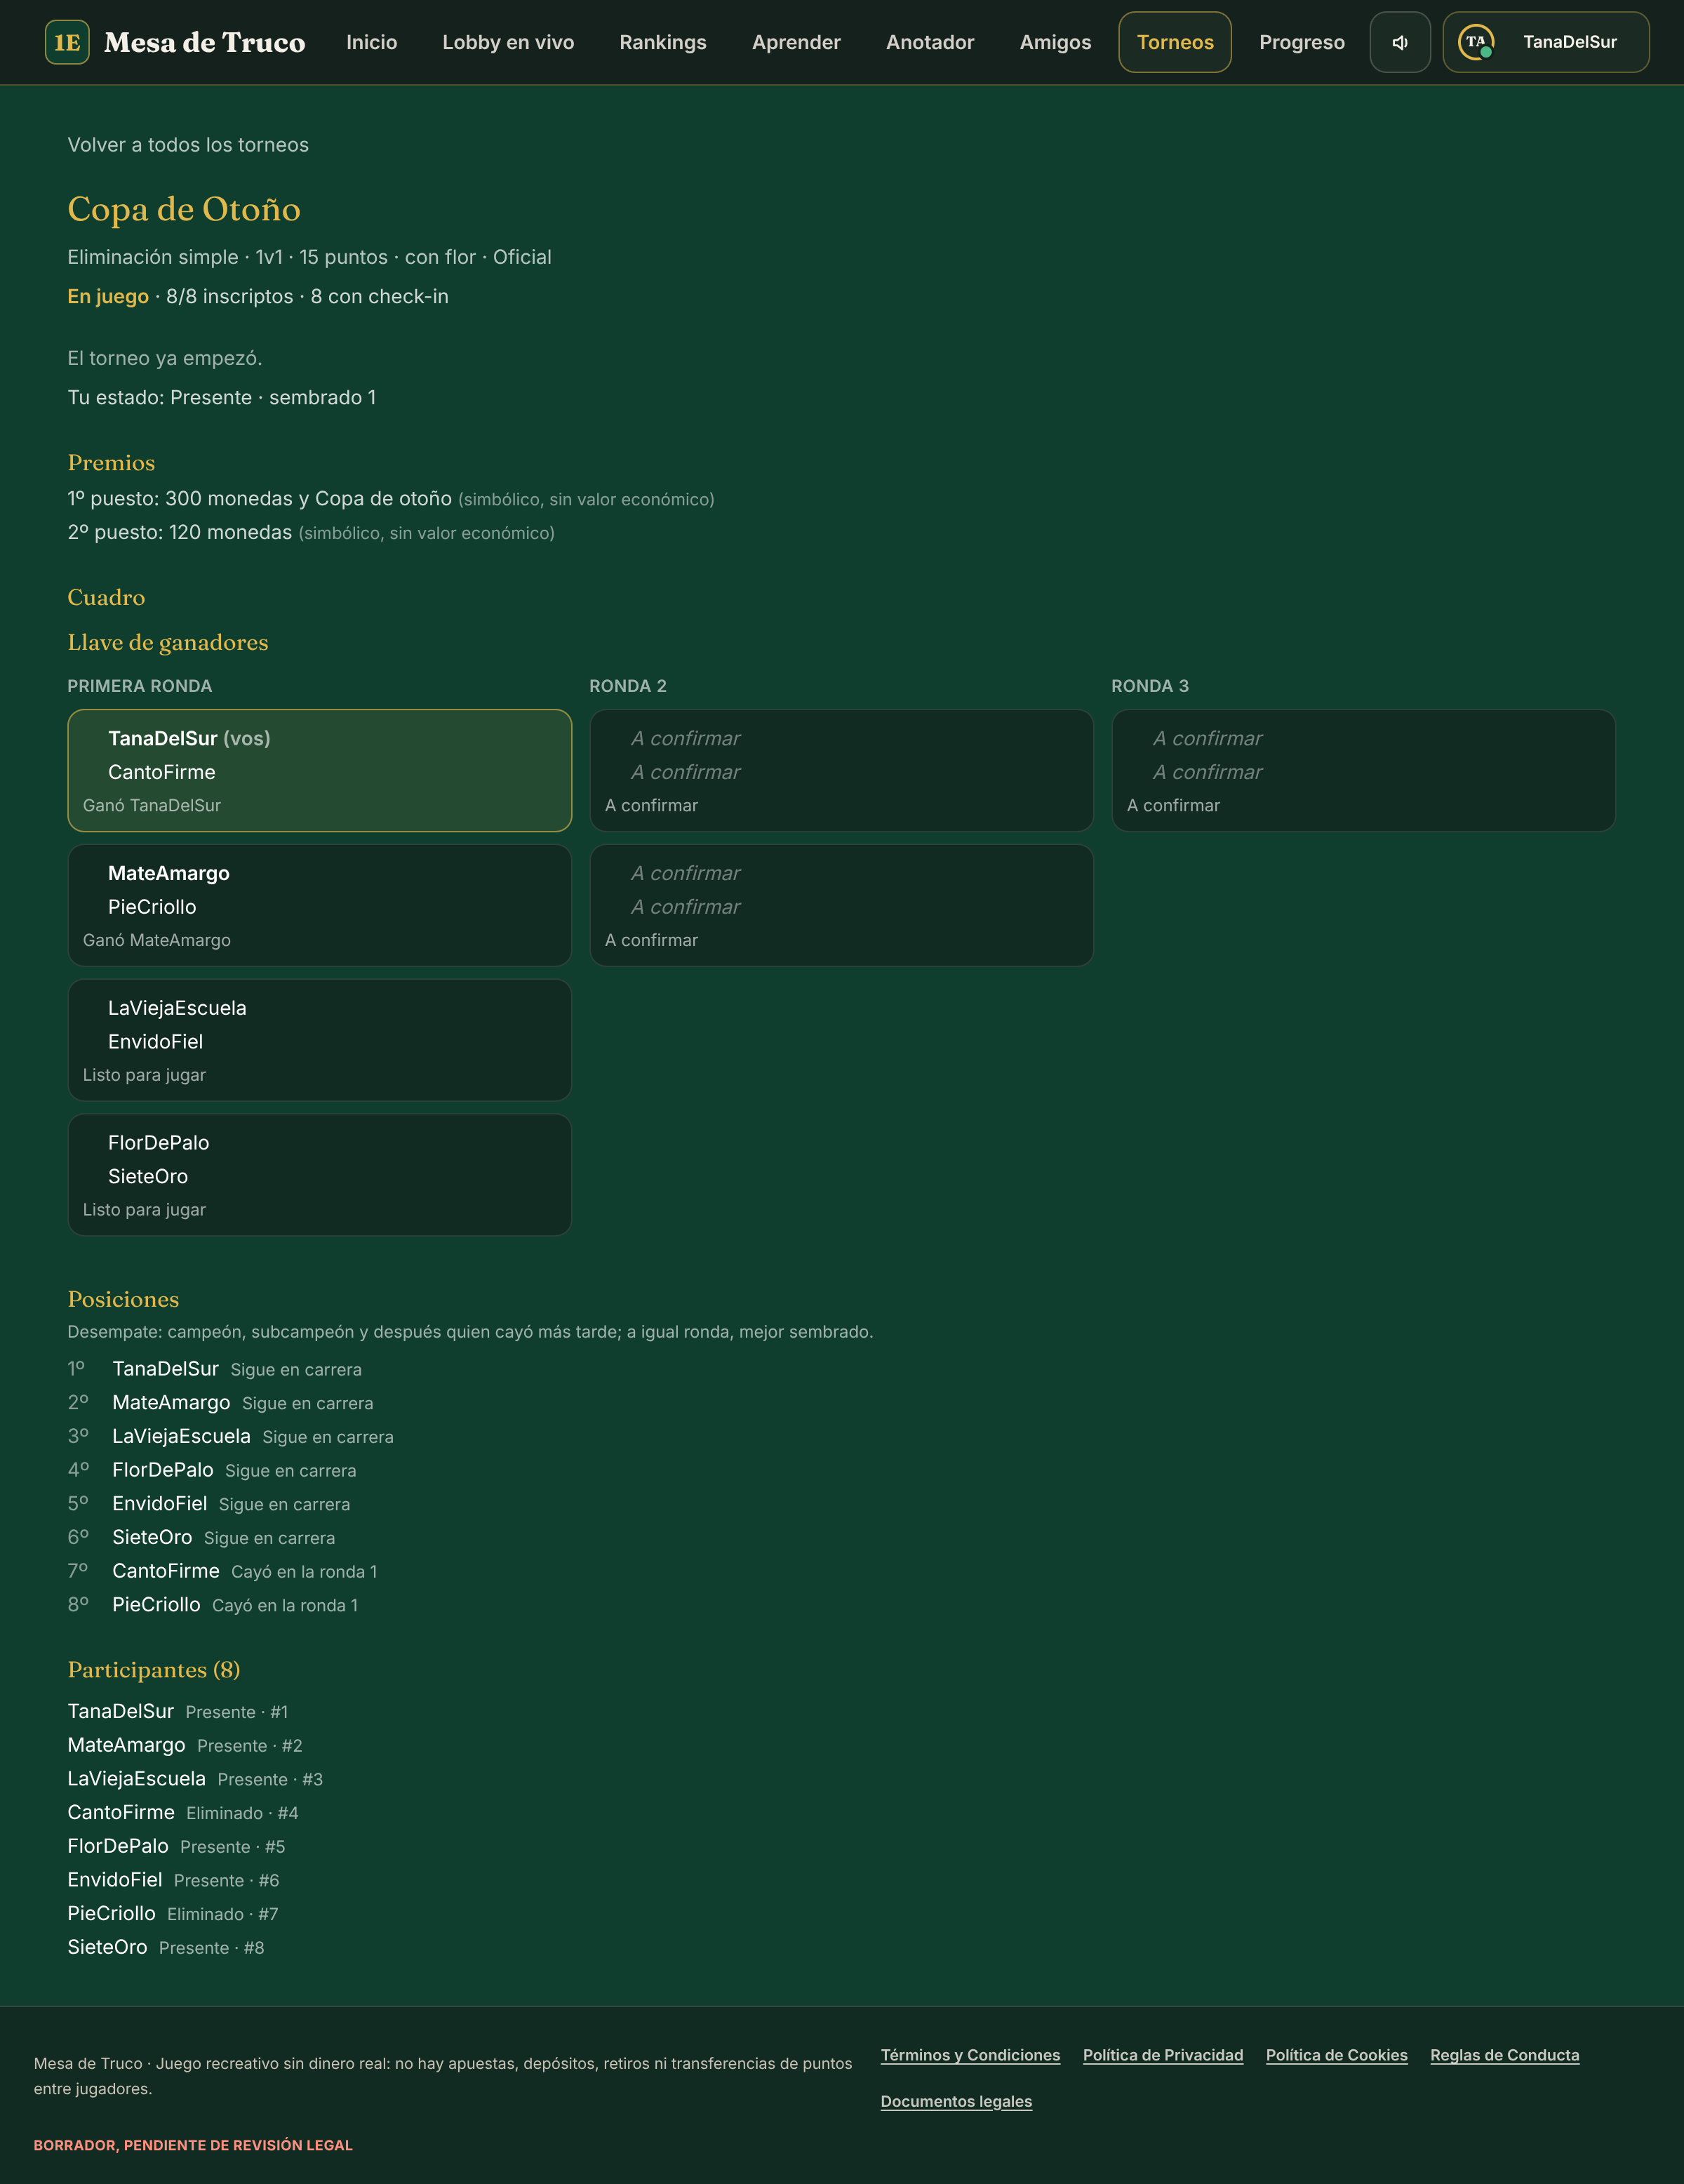 1E Mesa de Truco Inicio Lobby en vivo Rankings Aprender Anotador Amigos Torneos Progreso TA TanaDelSur
Volver a todos los torneos
Copa de Otoño
Eliminación simple · 1v1 · 15 puntos · con flor · Oficial
En juego · 8/8 inscriptos · 8 con check-in
El torneo ya empezó.
Tu estado: Presente · sembrado 1
Premios
1º puesto: 300 monedas y Copa de otoño (simbólico, sin valor económico)
2º puesto: 120 monedas (simbólico, sin valor económico)
Cuadro
Llave de ganadores
PRIMERA RONDA
TanaDelSur (vos)
CantoFirme
Ganó TanaDelSur
MateAmargo
PieCriollo
Ganó MateAmargo
LaViejaEscuela
EnvidoFiel
Listo para jugar
FlorDePalo
SieteOro
Listo para jugar
RONDA 2
A confirmar
A confirmar
A confirmar
A confirmar
A confirmar
A confirmar
RONDA 3
A confirmar
A confirmar
A confirmar
Posiciones
Desempate: campeón, subcampeón y después quien cayó más tarde; a igual ronda, mejor sembrado.
1º TanaDelSur Sigue en carrera
2º MateAmargo Sigue en carrera
3º LaViejaEscuela Sigue en carrera
4º FlorDePalo Sigue en carrera
5º EnvidoFiel Sigue en carrera
6º SieteOro Sigue en carrera
7º CantoFirme Cayó en la ronda 1
8º PieCriollo Cayó en la ronda 1
Participantes (8)
TanaDelSur Presente · #1
MateAmargo Presente · #2
LaViejaEscuela Presente · #3
CantoFirme Eliminado · #4
FlorDePalo Presente · #5
EnvidoFiel Presente · #6
PieCriollo Eliminado · #7
SieteOro Presente · #8
Mesa de Truco · Juego recreativo sin dinero real: no hay apuestas, depósitos, retiros ni transferencias de puntos
entre jugadores.
BORRADOR, PENDIENTE DE REVISIÓN LEGAL
Términos y Condiciones Política de Privacidad Política de Cookies Reglas de Conducta
Documentos legales